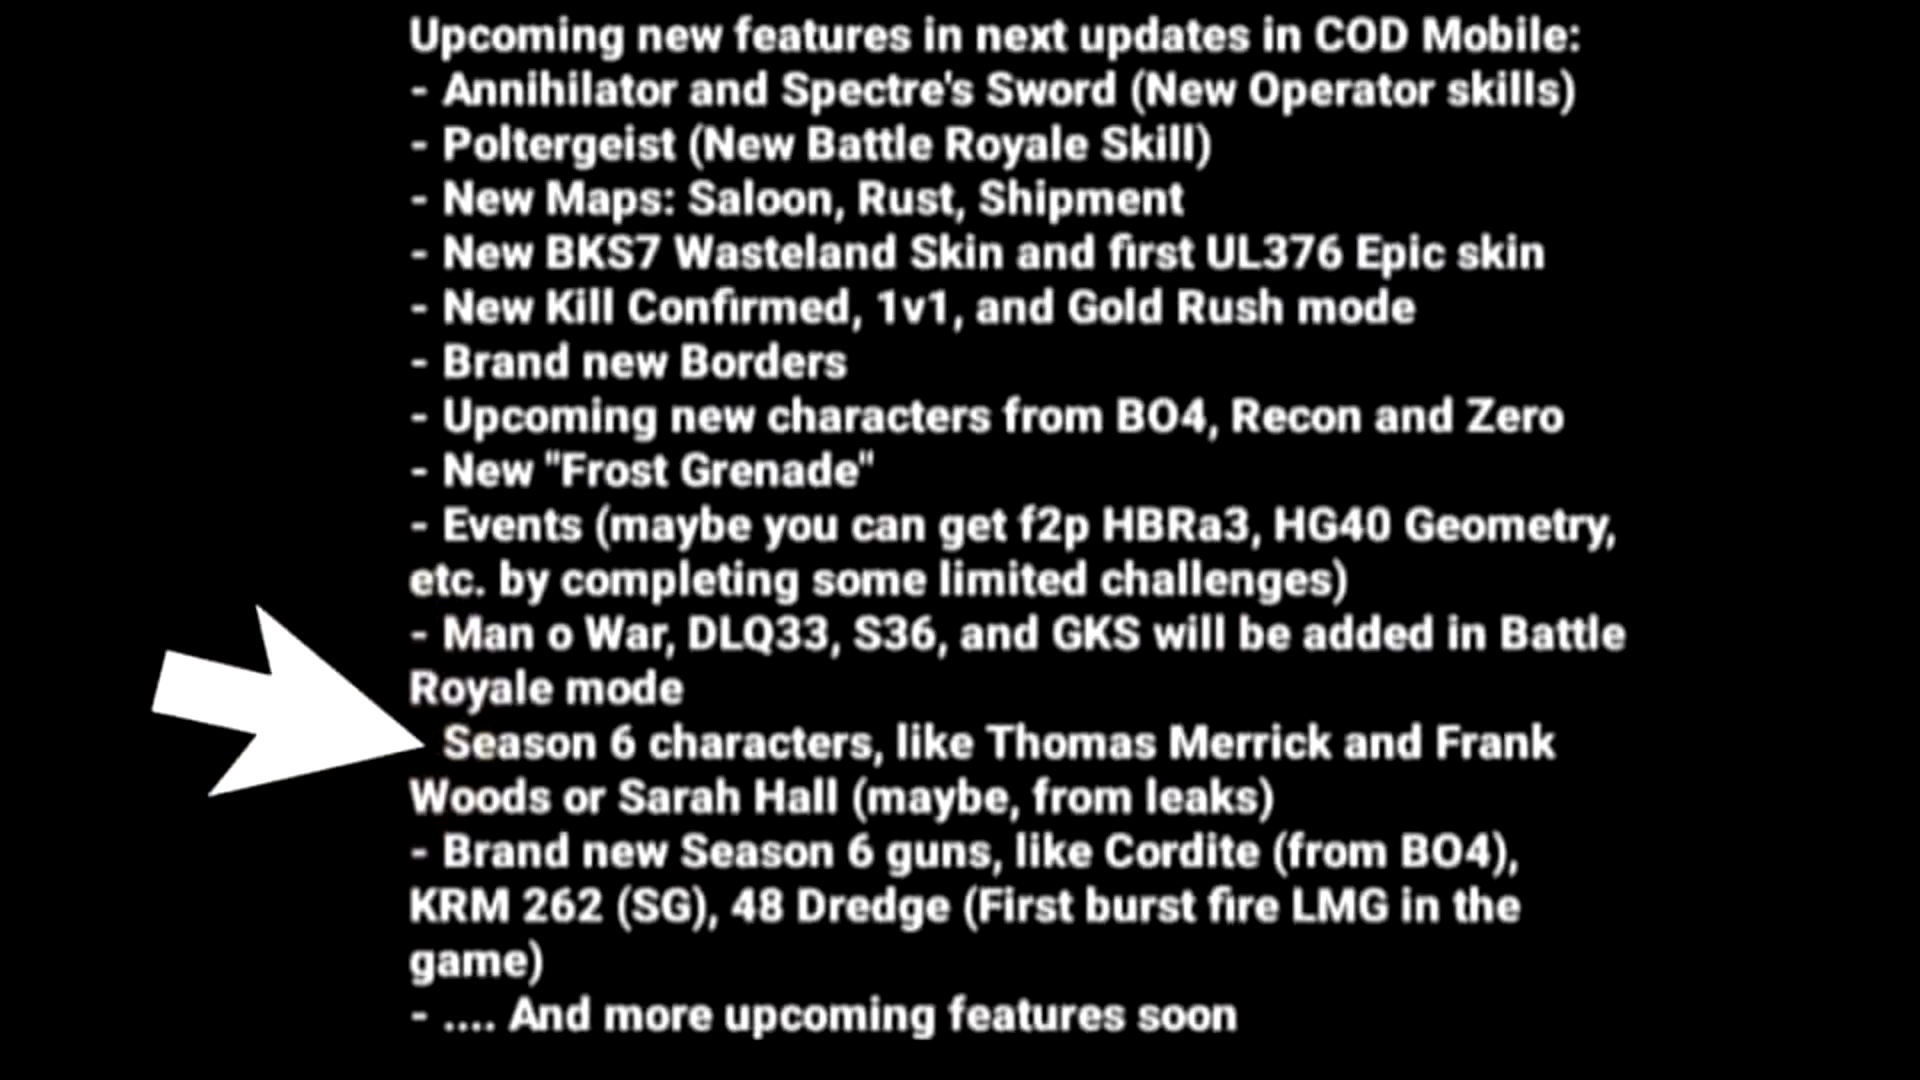 Upcoming new features in next updates in COD Mobile:
- Annihilator and Spectre's Sword (New Operator skills)
- Poltergeist (New Battle Royale Skill)
- New Maps: Saloon, Rust, Shipment
- New BKS7 Wasteland Skin and first UL376 Epic skin
- New Kill Confirmed, 1v1, and Gold Rush mode
- Brand new Borders
- Upcoming new characters from BO4, Recon and Zero
- New "Frost Grenade"
- Events (maybe you can get f2p HBRa3, HG40 Geometry,
etc. by completing some limited challenges)
- Man o War, DLQ33, S36, and GKS will be added in Battle
Royale mode
Season 6 characters, like Thomas Merrick and Frank
Woods or Sarah Hall (maybe, from leaks)
- Brand new Season 6 guns, like Cordite (from BO4),
KRM 262 (SG), 48 Dredge (First burst fire LMG in the
game)
- .... And more upcoming features soon